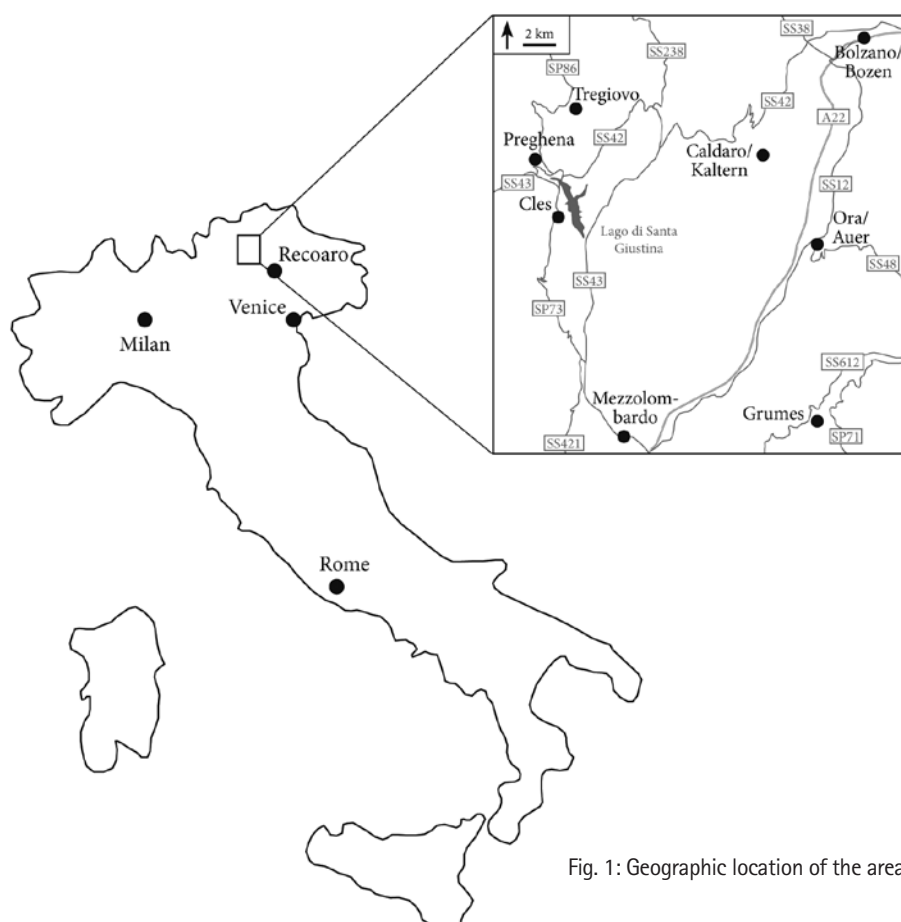 2 km
SS38
Bolzano/
Bozen
SS238
SP86
Tregiovo
SS42
A22
Preghena
SS42
Caldaro/
Kaltern
SS43
SS12
Cles
Ora/
Auer
Lago di Santa
Giustina
SS48
SS43
SP73
SS612
Mezzolom-
bardo
Grumes
SS421
SP71
Recoaro
Venice
Milan
Rome
Fig. 1: Geographic location of the area